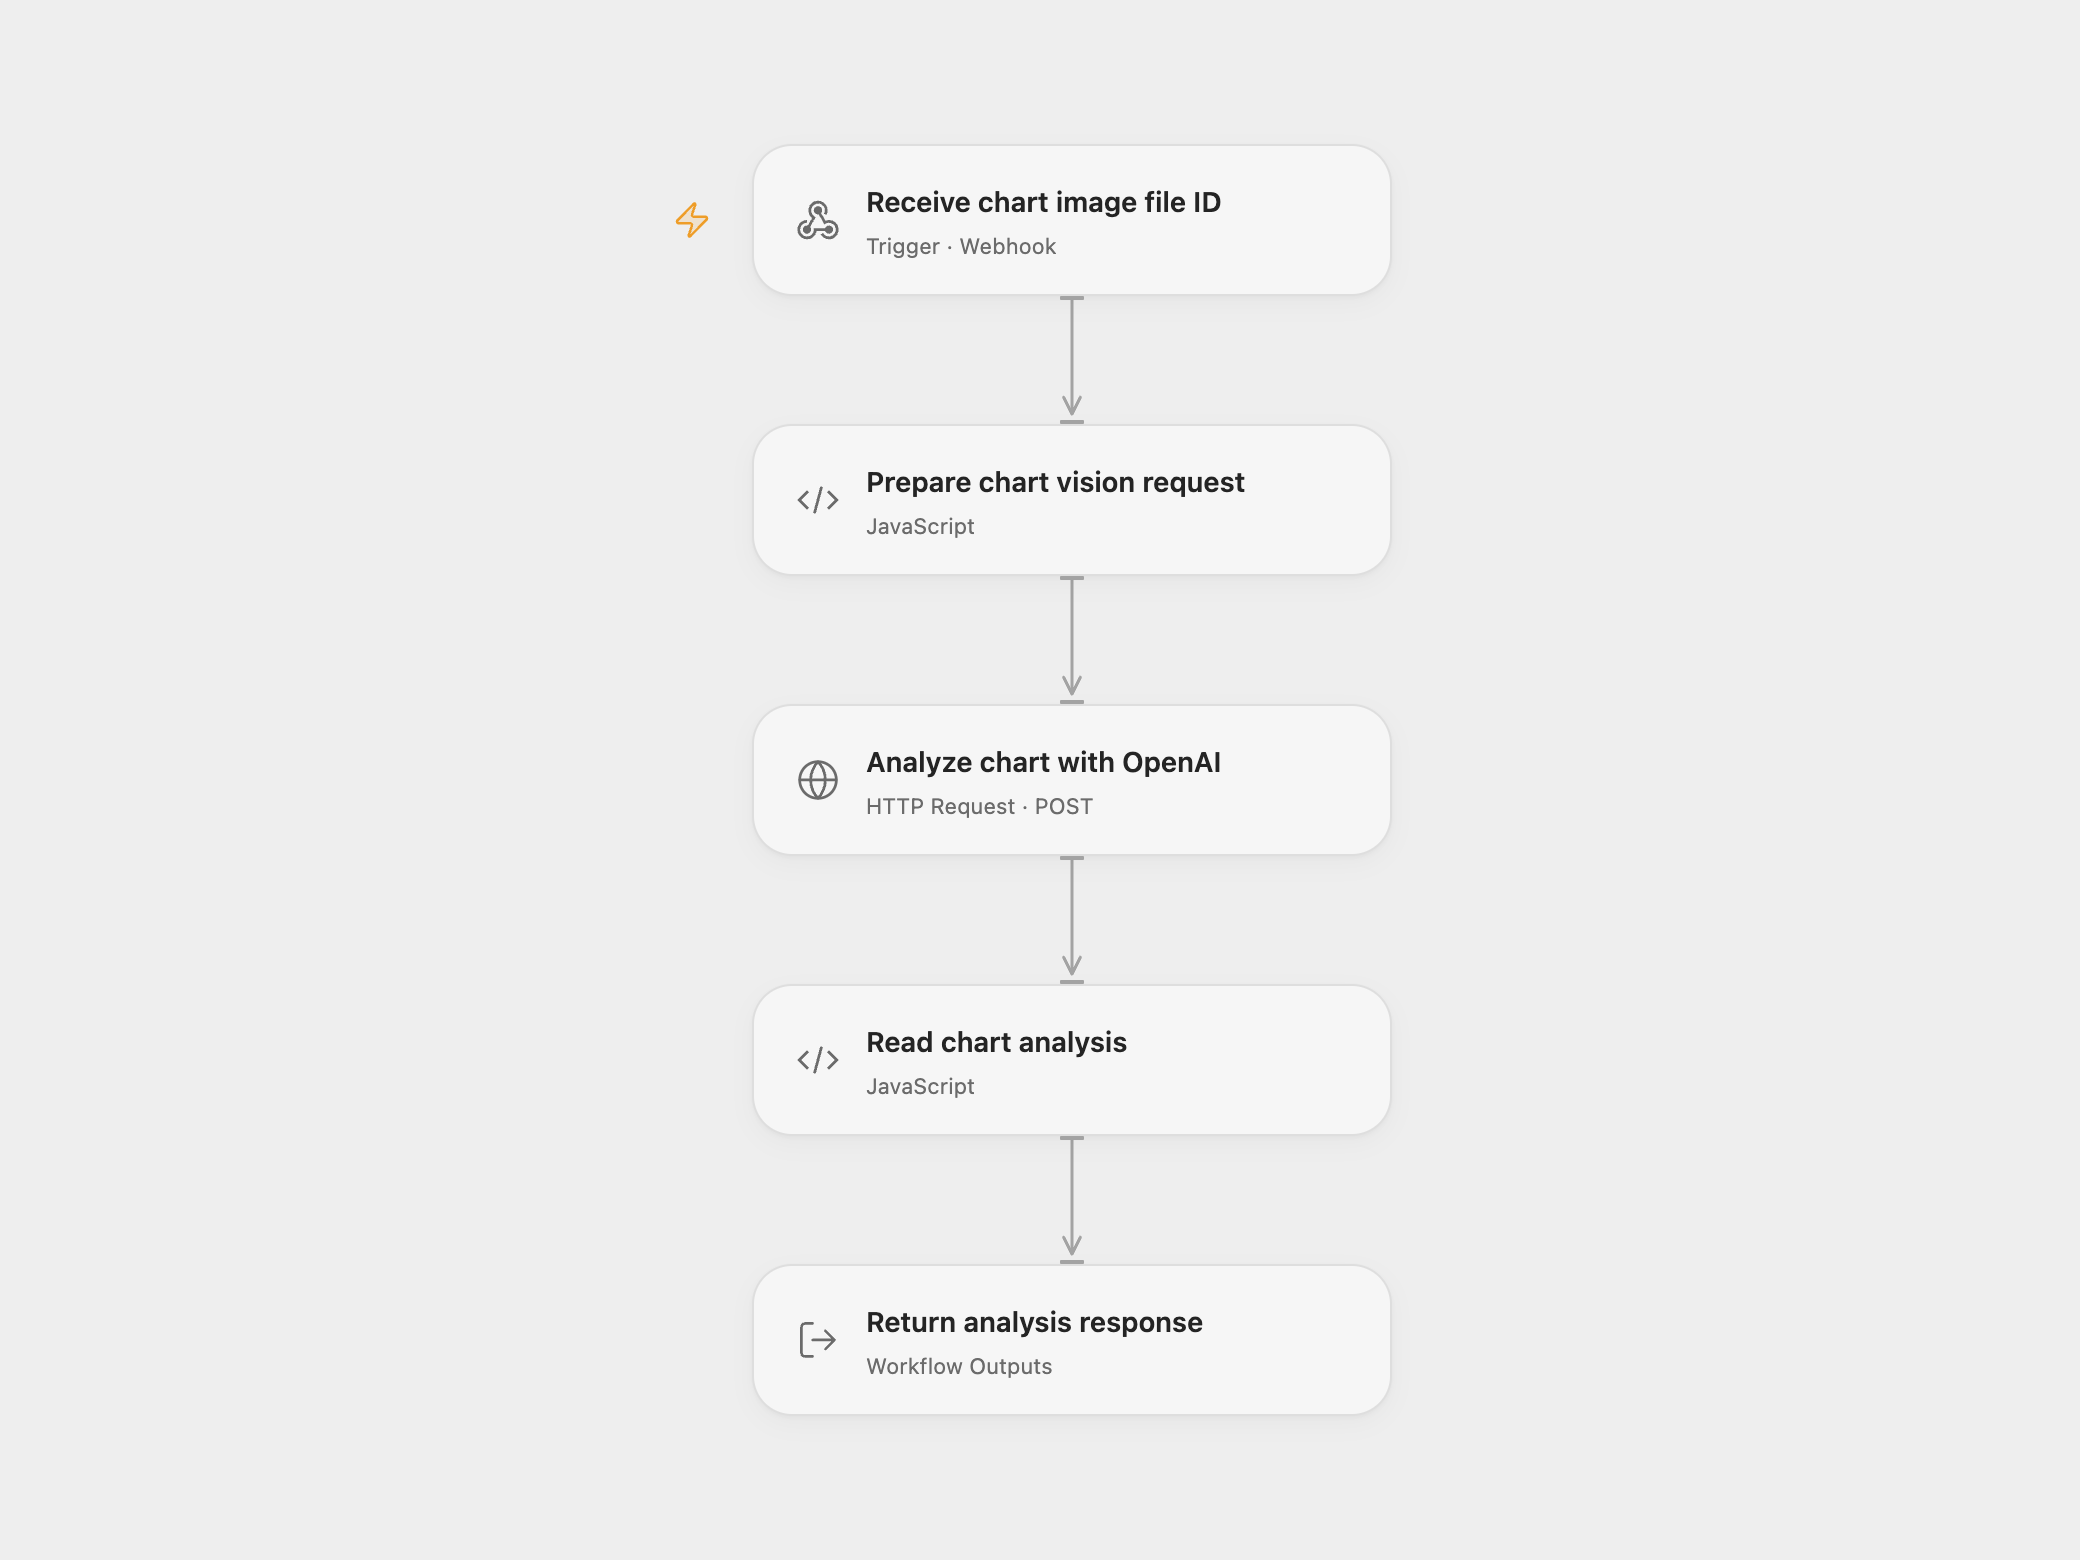 Receive chart image file ID
Trigger · Webhook
Prepare chart vision request
JavaScript
Analyze chart with OpenAI
HTTP Request · POST
Read chart analysis
JavaScript
Return analysis response
Workflow Outputs